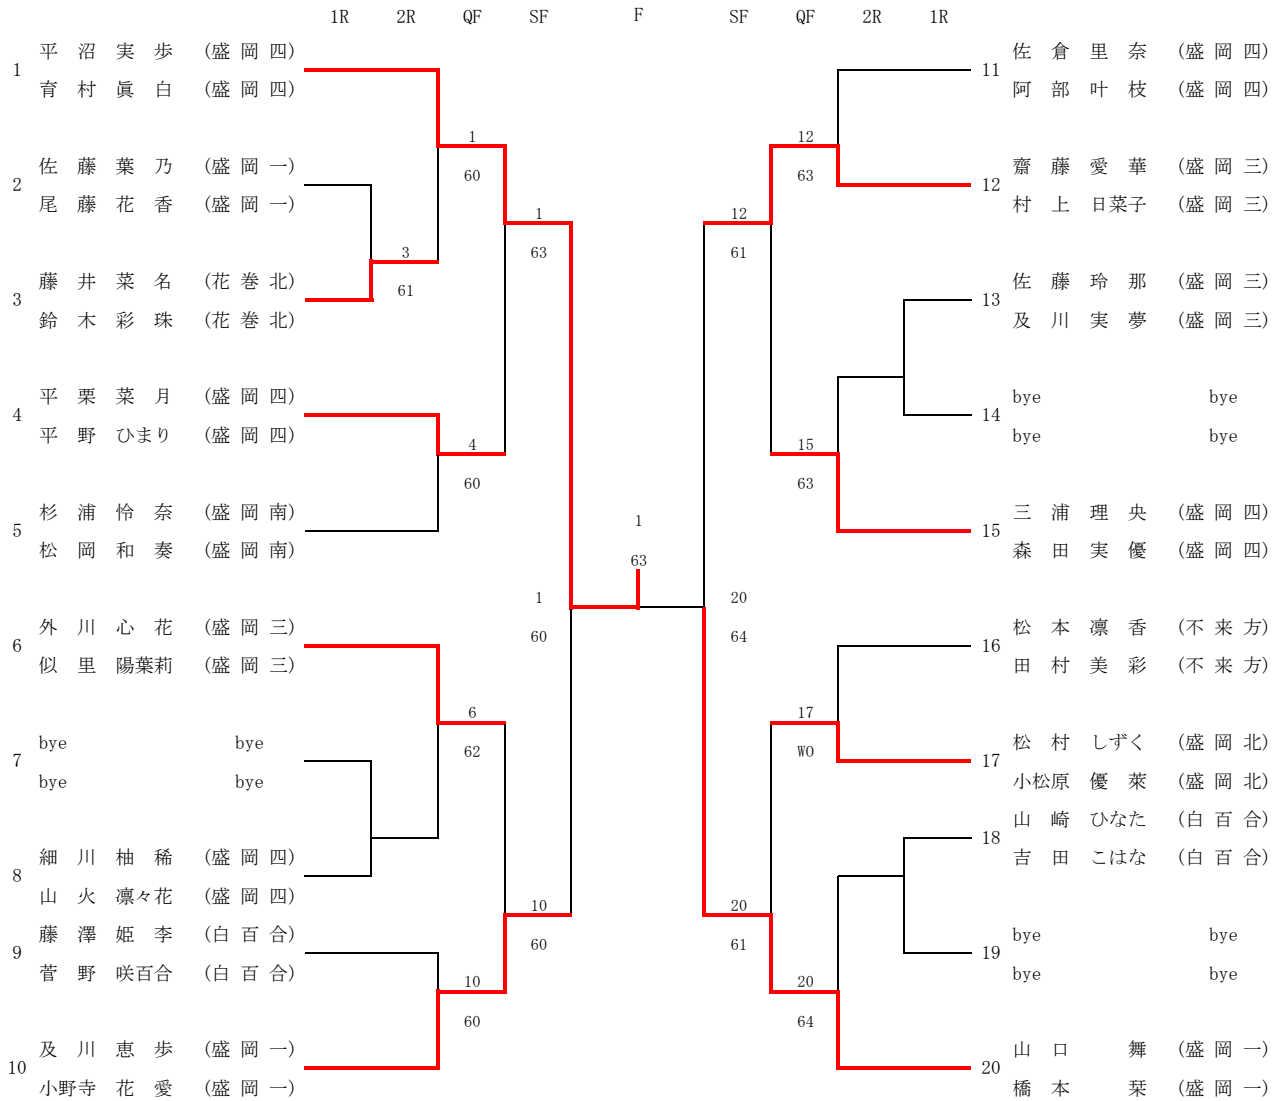 1R 2R QF SF F SF QF 2R 1R
1 平沼実歩 (盛岡四)
育村眞白 (盛岡四)
2 佐藤葉乃 (盛岡一)
尾藤花香 (盛岡一)
3 藤井菜名 (花巻北)
鈴木彩珠 (花巻北)
4 平栗菜月 (盛岡四)
平野ひまり (盛岡四)
5 杉浦怜奈 (盛岡南)
松岡和奏 (盛岡南)
6 外川心花 (盛岡三)
似里陽葉莉 (盛岡三)
7 bye bye
bye bye
8 細川柚稀 (盛岡四)
山火凛々花 (盛岡四)
9 藤澤姫李 (白百合)
菅野咲百合 (白百合)
10 及川恵歩 (盛岡一)
小野寺花愛 (盛岡一)
3
61
1
60
4
60
6
62
10
60
1
63
10
60
1
60
1
63
20
64
12
61
20
61
12
63
15
63
17
WO
20
64
11 佐倉里奈 (盛岡四)
阿部叶枝 (盛岡四)
12 齋藤愛華 (盛岡三)
村上日菜子 (盛岡三)
13 佐藤玲那 (盛岡三)
及川実夢 (盛岡三)
14 bye bye
bye bye
15 三浦理央 (盛岡四)
森田実優 (盛岡四)
16 松本凛香 (不来方)
田村美彩 (不来方)
17 松村しずく (盛岡北)
小松原優萊 (盛岡北)
18 山崎ひなた (白百合)
吉田こはな (白百合)
19 bye bye
bye bye
20 山口舞 (盛岡一)
橋本栞 (盛岡一)